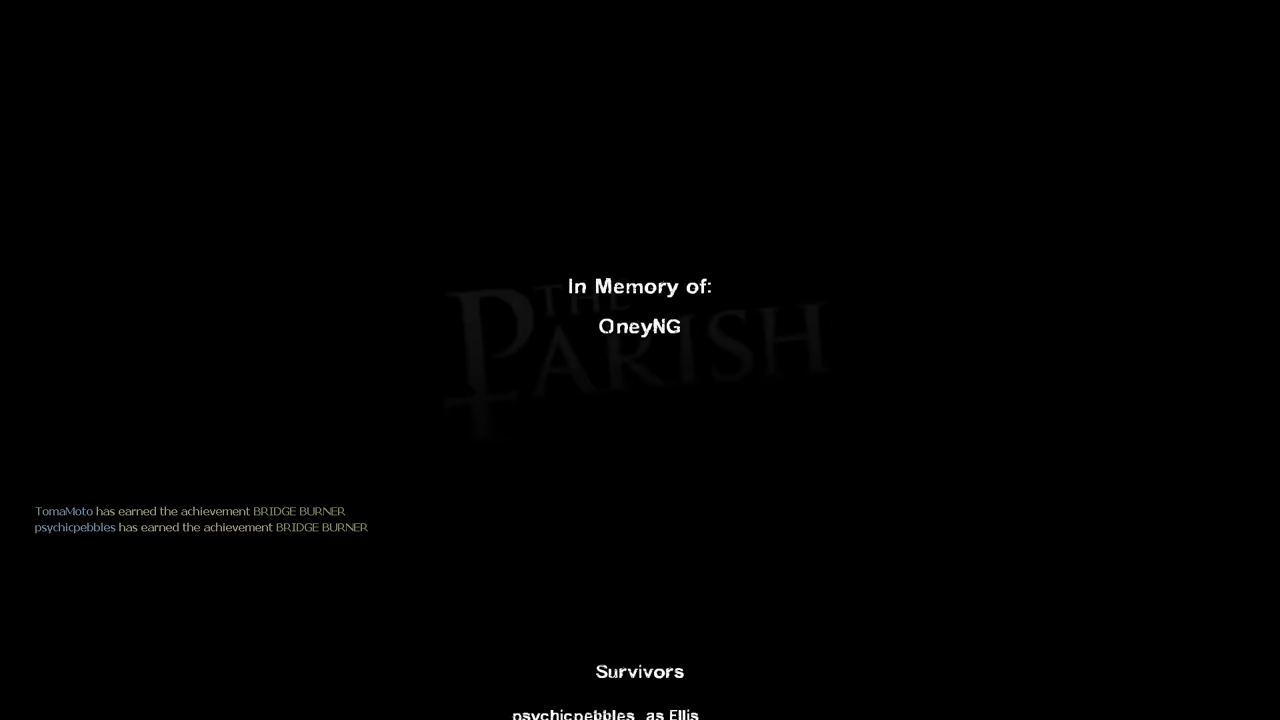 In Memory of:
OneyNG
THE
PARISH
TomaMoto has earned the achievement BRIDGE BURNER
psychicpebbles has earned the achievement BRIDGE BURNER
Survivors
psychicpebbles as Ellis